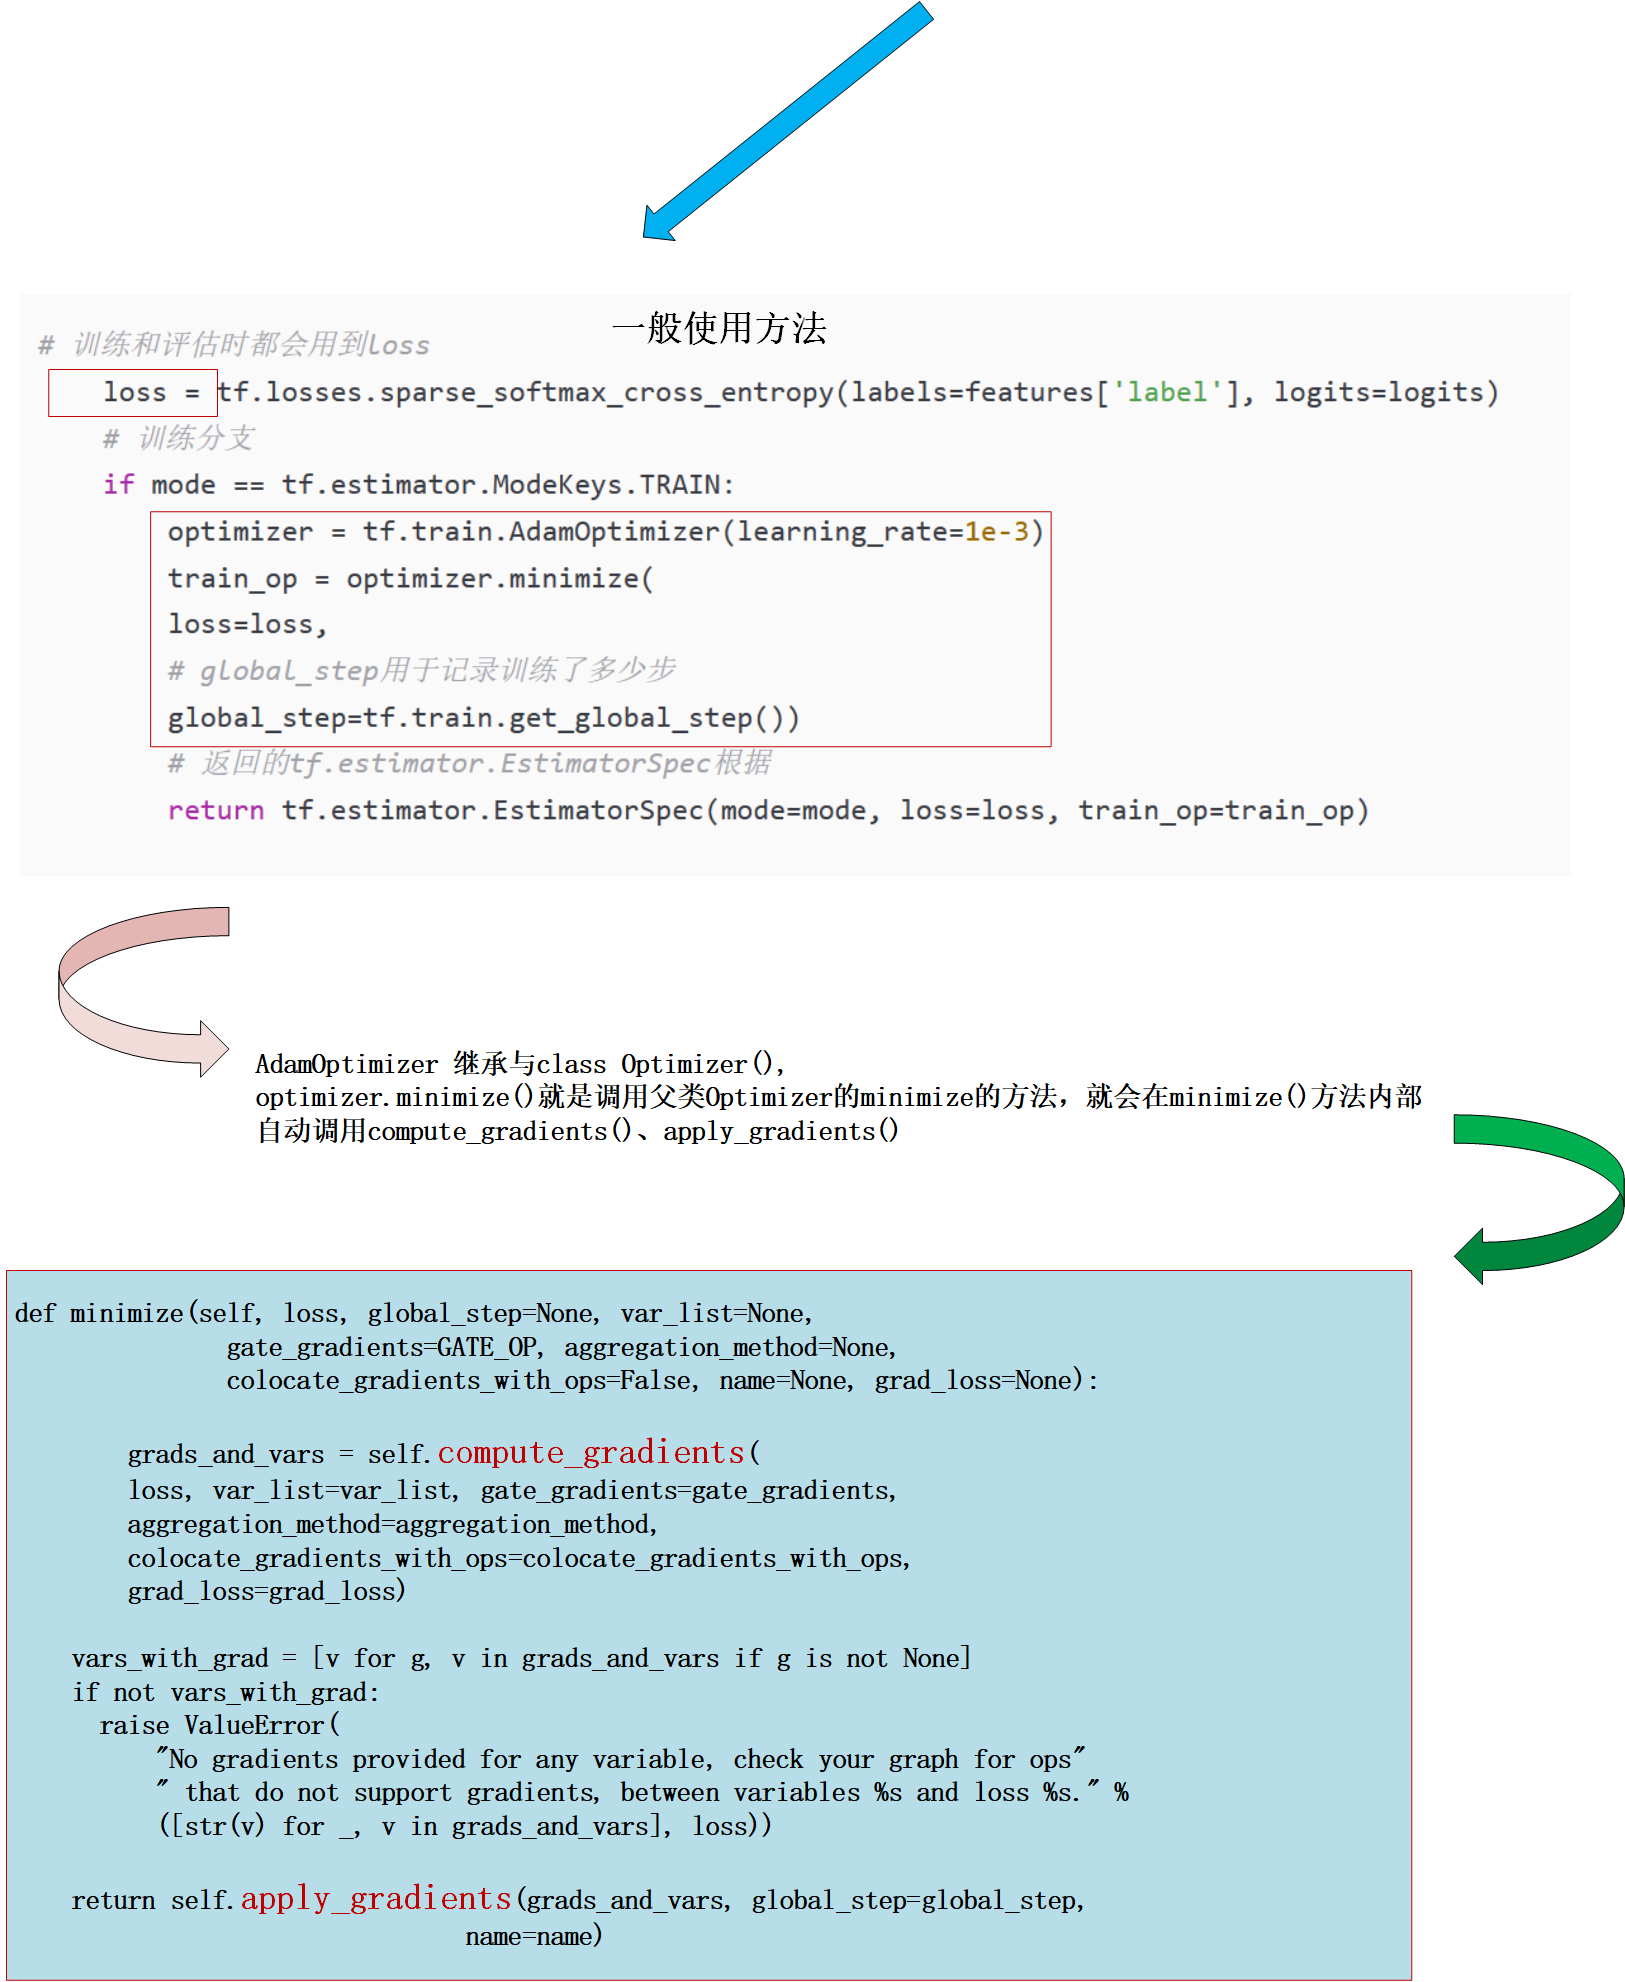 一般使用方法
# 训练和评估时都会用到loss
loss = tf.losses.sparse_softmax_cross_entropy(labels=features['label'], logits=logits)
# 训练分支
if mode == tf.estimator.ModeKeys.TRAIN:
optimizer = tf.train.AdamOptimizer(learning_rate=1e-3)
train_op = optimizer.minimize(
loss=loss,
# global_step用于记录训练了多少步
global_step=tf.train.get_global_step())
# 返回的tf.estimator.EstimatorSpec根据
return tf.estimator.EstimatorSpec(mode=mode, loss=loss, train_op=train_op)
AdamOptimizer 继承与class Optimizer(),
optimizer.minimize()就是调用父类Optimizer的minimize的方法，就会在minimize()方法内部
自动调用compute_gradients()、apply_gradients()
def minimize(self, loss, global_step=None, var_list=None,
gate_gradients=GATE_OP, aggregation_method=None,
colocate_gradients_with_ops=False, name=None, grad_loss=None):
grads_and_vars = self.compute_gradients(
loss, var_list=var_list, gate_gradients=gate_gradients,
aggregation_method=aggregation_method,
colocate_gradients_with_ops=colocate_gradients_with_ops,
grad_loss=grad_loss)
vars_with_grad = [v for g, v in grads_and_vars if g is not None]
if not vars_with_grad:
raise ValueError(
"No gradients provided for any variable, check your graph for ops"
" that do not support gradients, between variables %s and loss %s." %
([str(v) for _, v in grads_and_vars], loss))
return self.apply_gradients(grads_and_vars, global_step=global_step,
name=name)